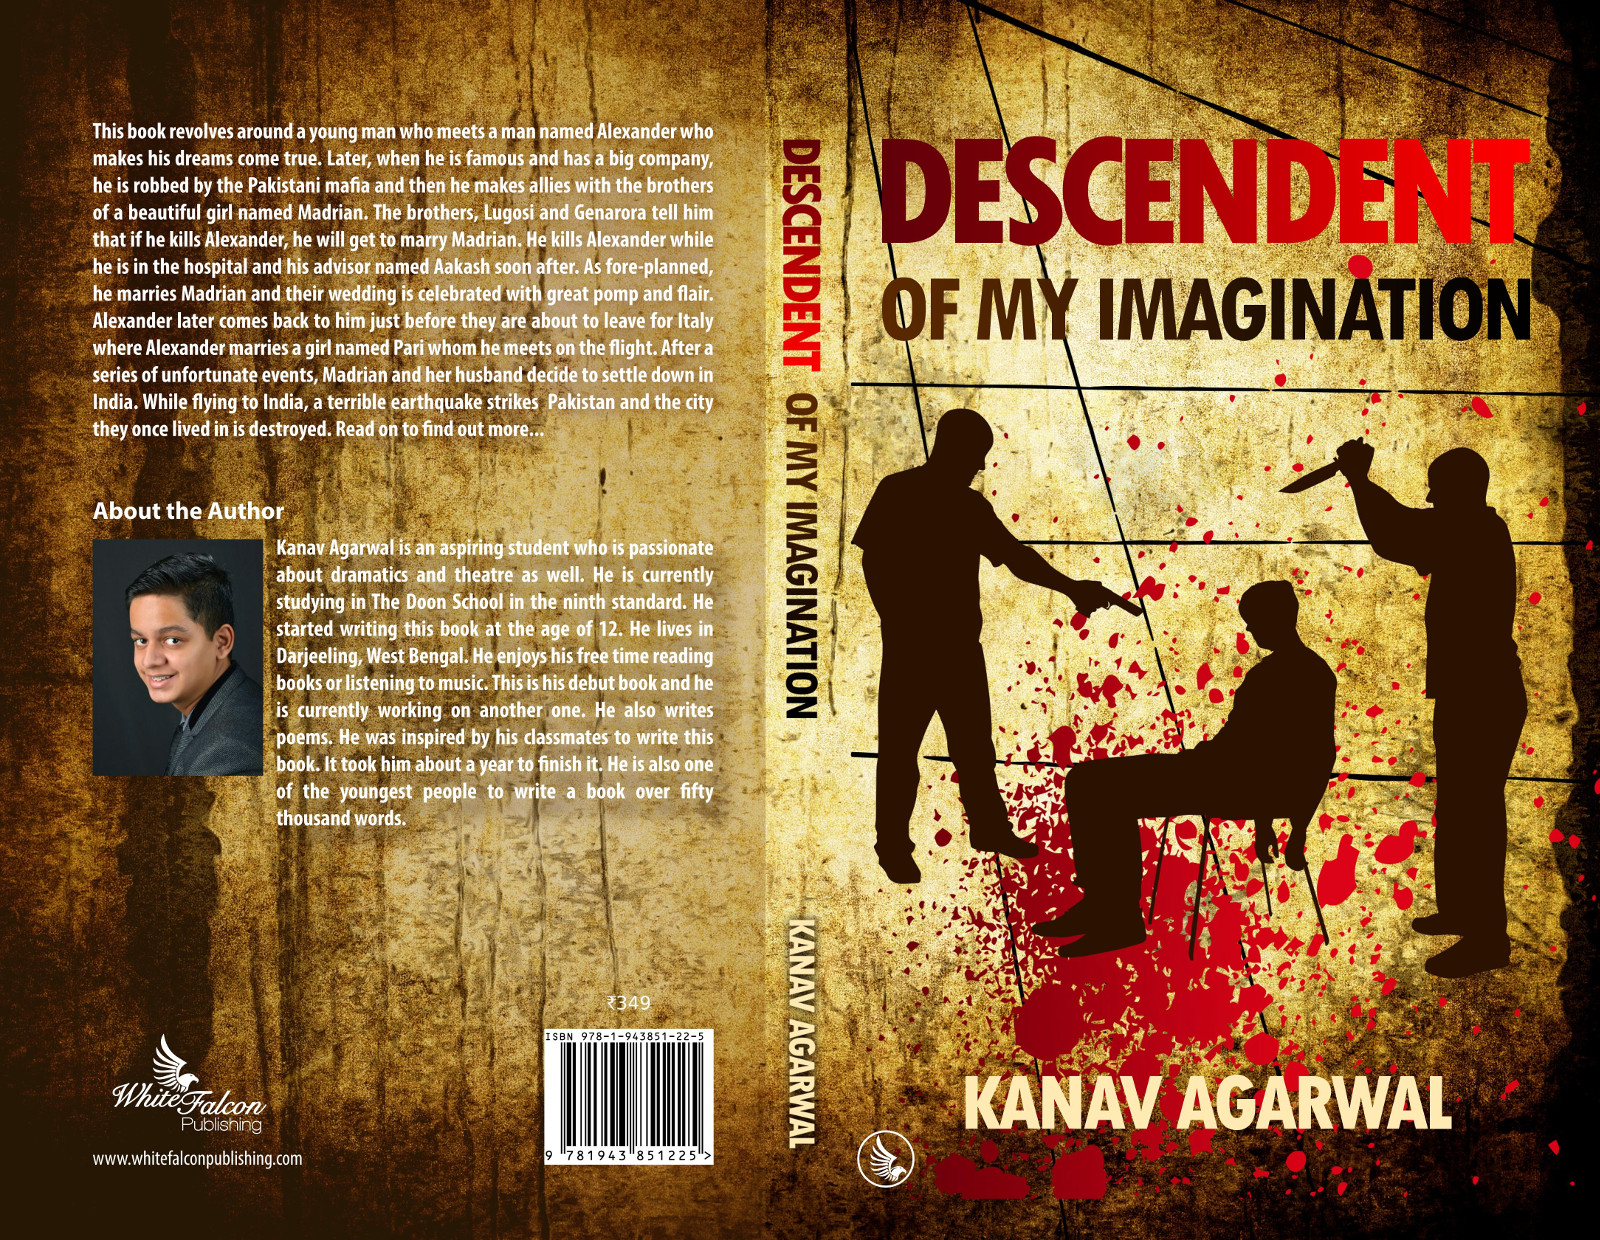 This book revolves around a young man who meets a man named Alexander who
makes his dreams come true. Later, when he is famous and has a big company,
he is robbed by the Pakistani mafia and then he makes allies with the brothers
of a beautiful girl named Madrian. The brothers, Lugosi and Genarora tell him
that if he kills Alexander, he will get to marry Madrian. He kills Alexander while
he is in the hospital and his advisor named Aakash soon after. As fore-planned,
he marries Madrian and their wedding is celebrated with great pomp and flair.
Alexander later comes back to him just before they are about to leave for Italy
where Alexander marries a girl named Pari whom he meets on the flight. After a
series of unfortunate events, Madrian and her husband decide to settle down in
India. While flying to India, a terrible earthquake strikes Pakistan and the city
they once lived in is destroyed. Read on to find out more...
About the Author
Kanav Agarwal is an aspiring student who is passionate
about dramatics and theatre as well. He is currently
studying in The Doon School in the ninth standard. He
started writing this book at the age of 12. He lives in
Darjeeling, West Bengal. He enjoys his free time reading
books or listening to music. This is his debut book and he
is currently working on another one. He also writes
poems. He was inspired by his classmates to write this
book. It took him about a year to finish it. He is also one
of the youngest people to write a book over fifty
thousand words.
₹349
ISBN 978-1-943851-22-5
9 781943 851225 >
WhiteFalcon
Publishing
www.whitefalconpublishing.com
DESCENDENT OF MY IMAGINATION
KANAV AGARWAL
DESCENDENT
OF MY IMAGINATION
KANAV AGARWAL